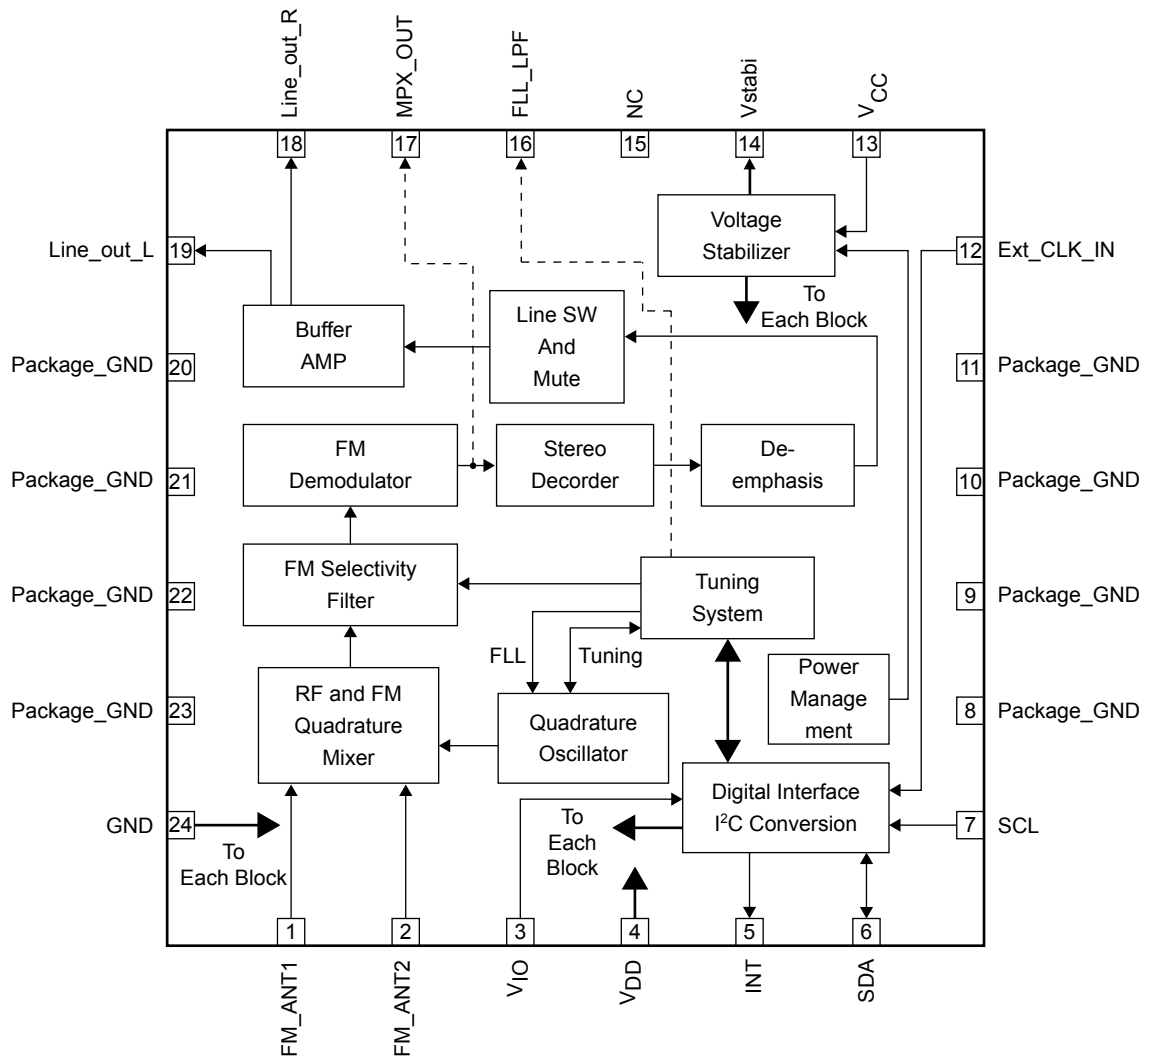 Line_out_R
MPX_OUT
FLL_LPF
NC
Vstabi
VCC
18
17
16
15
14
13
Voltage
Stabilizer
Line_out_L
19
12
Ext_CLK_IN
To
Each Block
Buffer
AMP
Line SW
And
Mute
Package_GND
20
11
Package_GND
FM
Demodulator
Stereo
Decorder
De-
emphasis
Package_GND
21
10
Package_GND
FM Selectivity
Filter
Tuning
System
Package_GND
22
9
Package_GND
FLL
Tuning
Power
Manage
ment
RF and FM
Quadrature
Mixer
Quadrature
Oscillator
Package_GND
23
8
Package_GND
Digital Interface
I²C Conversion
GND
24
To
Each Block
To
Each
Block
7
SCL
1
2
3
4
5
6
FM_ANT1
FM_ANT2
VIO
VDD
INT
SDA